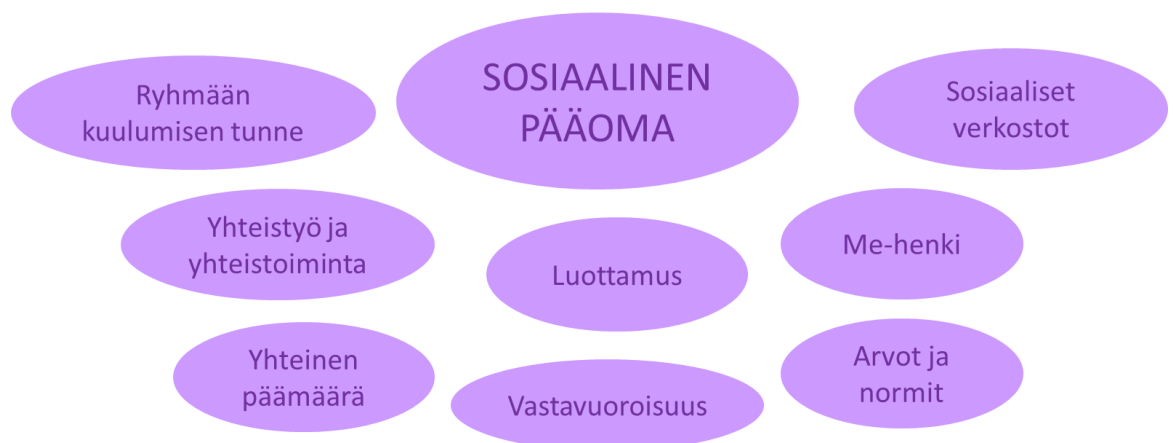 SOSIAALINEN
PÄÄOMA
Ryhmään
kuulumisen tunne
Sosiaaliset
verkostot
Yhteistyö ja
yhteistoiminta
Luottamus
Me-henki
Yhteinen
päämäärä
Vastavuoroisuus
Arvot ja
normit